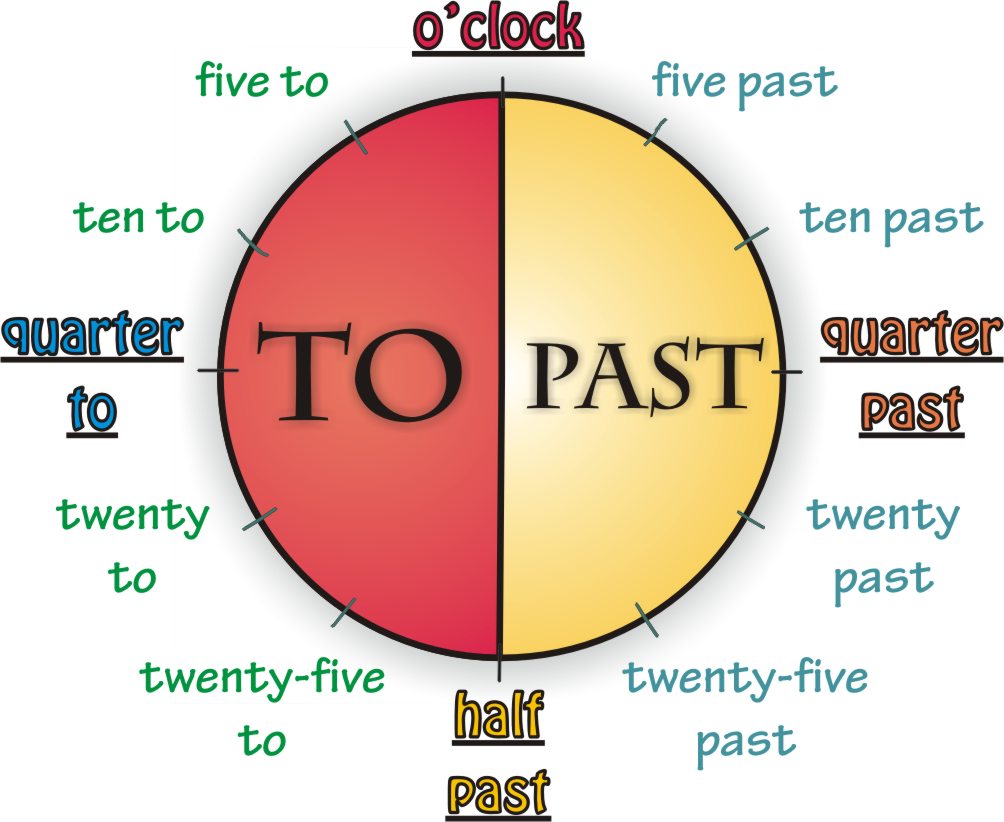 o'clock
five to
five past
ten to
ten past
quarter
to
quarter
past
TO
PAST
twenty
to
twenty
past
twenty-five
to
twenty-five
past
half
past